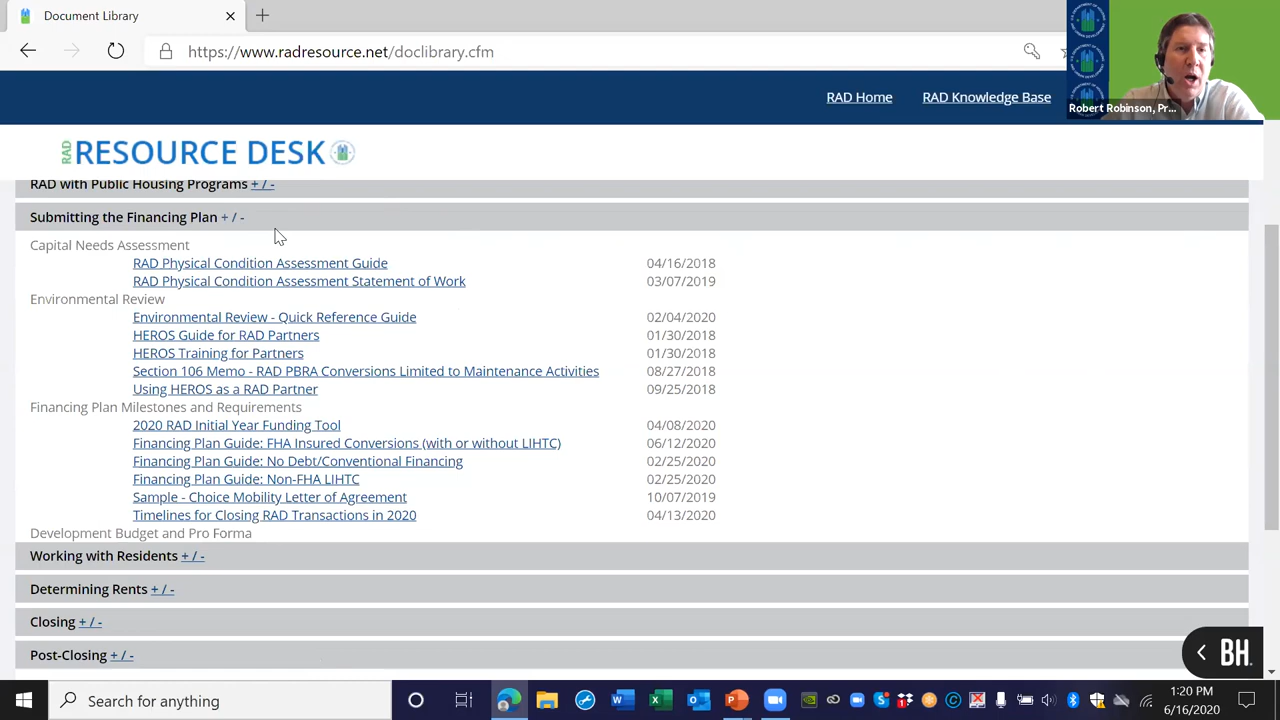 Document Library
https://www.radresource.net/doclibrary.cfm
Robert Robinson, Pr...
RAD Home RAD Knowledge Base
RAD RESOURCE DESK
RAD with Public Housing Programs + / -
Submitting the Financing Plan + / -
Capital Needs Assessment
RAD Physical Condition Assessment Guide 04/16/2018
RAD Physical Condition Assessment Statement of Work 03/07/2019
Environmental Review
Environmental Review - Quick Reference Guide 02/04/2020
HEROS Guide for RAD Partners 01/30/2018
HEROS Training for Partners 01/30/2018
Section 106 Memo - RAD PBRA Conversions Limited to Maintenance Activities 08/27/2018
Using HEROS as a RAD Partner 09/25/2018
Financing Plan Milestones and Requirements
2020 RAD Initial Year Funding Tool 04/08/2020
Financing Plan Guide: FHA Insured Conversions (with or without LIHTC) 06/12/2020
Financing Plan Guide: No Debt/Conventional Financing 02/25/2020
Financing Plan Guide: Non-FHA LIHTC 02/25/2020
Sample - Choice Mobility Letter of Agreement 10/07/2019
Timelines for Closing RAD Transactions in 2020 04/13/2020
Development Budget and Pro Forma
Working with Residents + / -
Determining Rents + / -
Closing + / -
Post-Closing + / -
BH.
Search for anything
1:20 PM
6/16/2020